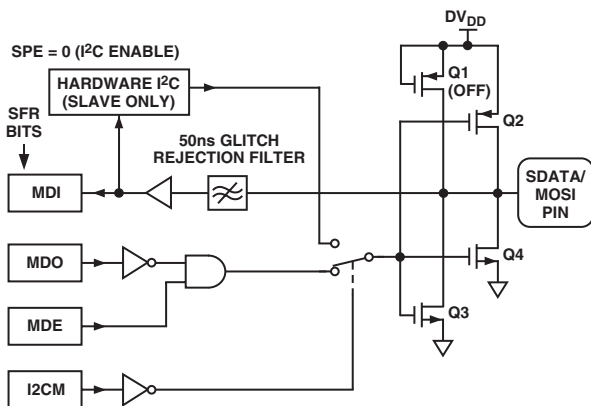 DVDD
SPE = 0 (I2C ENABLE)
HARDWARE I2C
(SLAVE ONLY)
Q1
(OFF)
Q2
SFR
BITS
50ns GLITCH
REJECTION FILTER
MDI
SDATA/
MOSI
PIN
MDO
Q4
MDE
Q3
I2CM